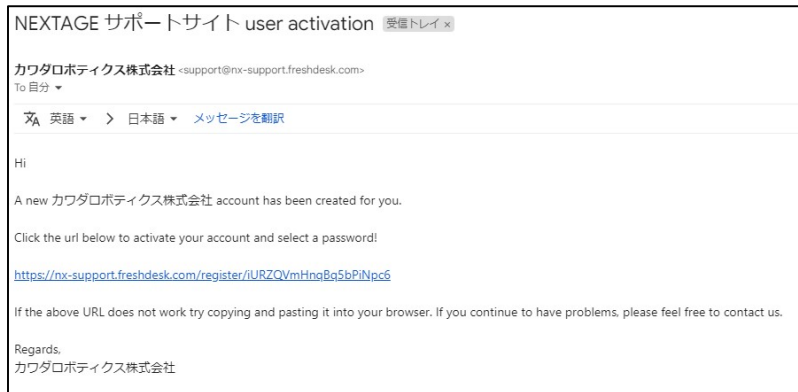 NEXTAGE サポートサイト user activation 受信トレイ ×
カワダロボティクス株式会社 <support@nx-support.freshdesk.com>
To 自分 ▼
英語 ▼ > 日本語 ▼ メッセージを翻訳
Hi
A new カワダロボティクス株式会社 account has been created for you.
Click the url below to activate your account and select a password!
https://nx-support.freshdesk.com/register/iURZQVmHnqBq5bPiNpc6
If the above URL does not work try copying and pasting it into your browser. If you continue to have problems, please feel free to contact us.
Regards,
カワダロボティクス株式会社